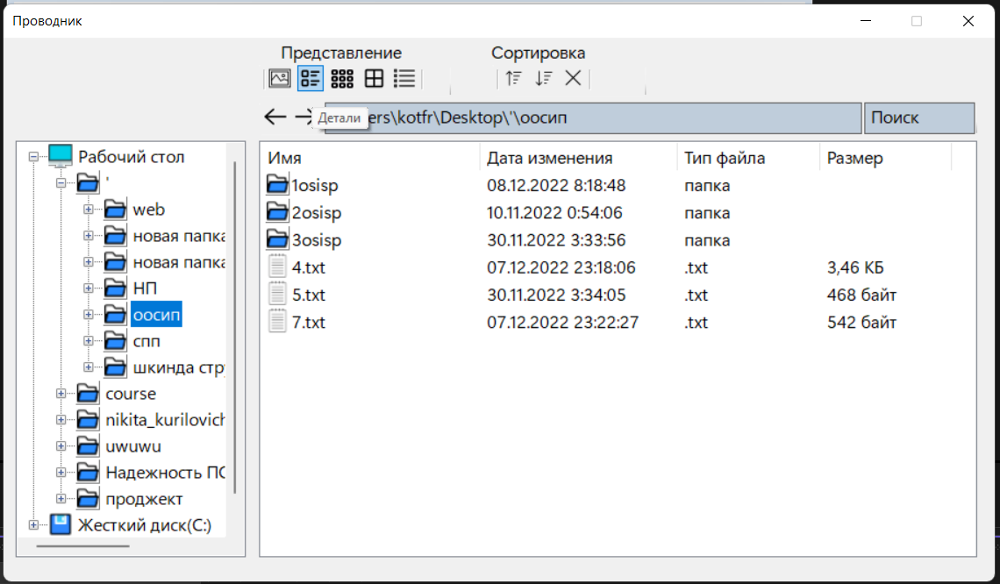 Проводник
Представление
Сортировка
Детали
ers\kotfr\Desktop\'\оосип
Поиск
Рабочий стол
'
web
новая папка
новая папка
НП
оосип
спп
шкинда стр
course
nikita_kurilovich
uwuwu
Надежность ПО
проджект
Жесткий диск(C:)
Имя Дата изменения Тип файла Размер
1osisp 08.12.2022 8:18:48 папка
2osisp 10.11.2022 0:54:06 папка
3osisp 30.11.2022 3:33:56 папка
4.txt 07.12.2022 23:18:06 .txt 3,46 КБ
5.txt 30.11.2022 3:34:05 .txt 468 байт
7.txt 07.12.2022 23:22:27 .txt 542 байт